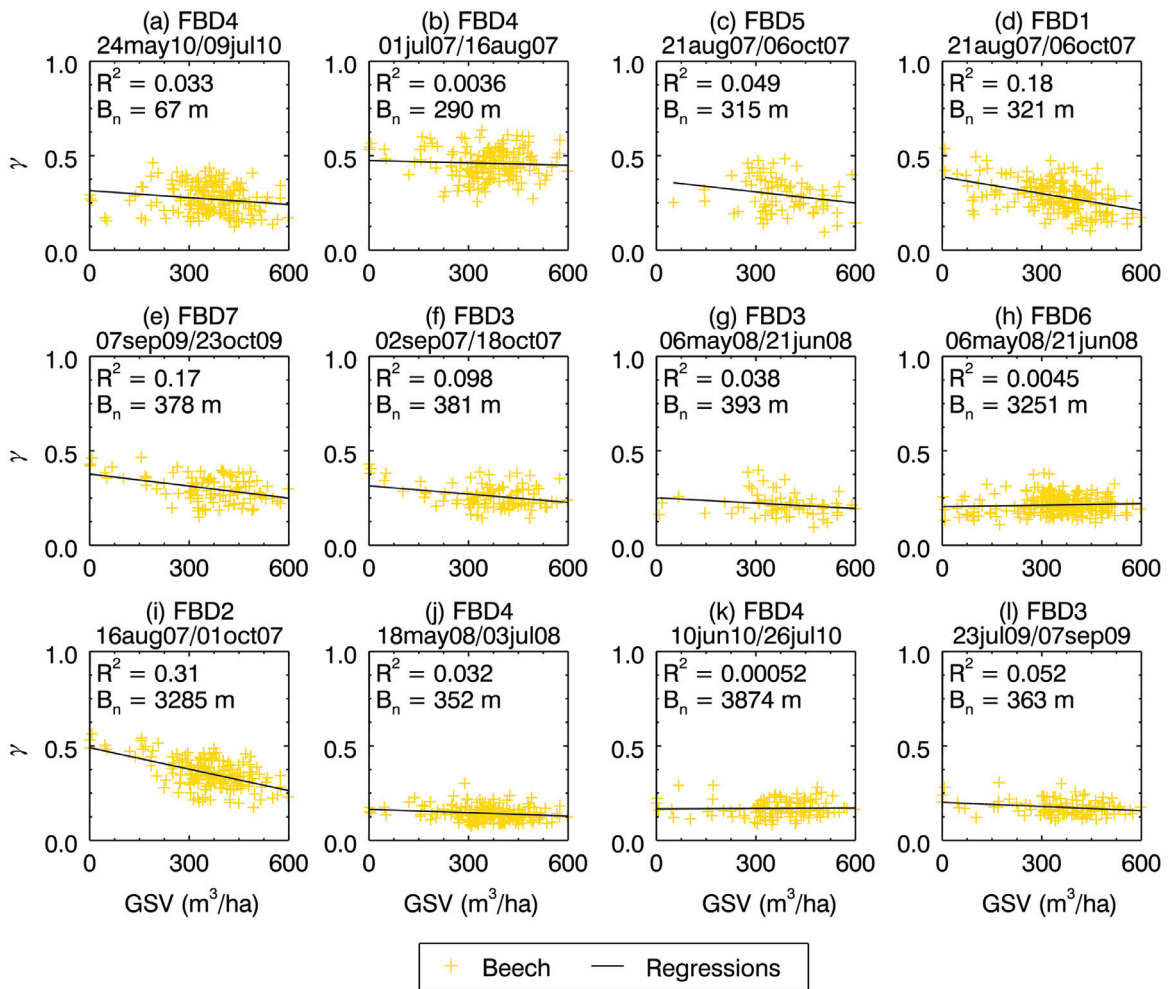 (a) FBD4
24may10/09jul10
1.0
R² = 0.033
Bₙ = 67 m
γ
0.5
0.0
0
300
600
(b) FBD4
01jul07/16aug07
1.0
R² = 0.0036
Bₙ = 290 m
0.5
0.0
0
300
600
(c) FBD5
21aug07/06oct07
1.0
R² = 0.049
Bₙ = 315 m
0.5
0.0
0
300
600
(d) FBD1
21aug07/06oct07
1.0
R² = 0.18
Bₙ = 321 m
0.5
0.0
0
300
600
(e) FBD7
07sep09/23oct09
1.0
R² = 0.17
Bₙ = 378 m
γ
0.5
0.0
0
300
600
(f) FBD3
02sep07/18oct07
1.0
R² = 0.098
Bₙ = 381 m
0.5
0.0
0
300
600
(g) FBD3
06may08/21jun08
1.0
R² = 0.038
Bₙ = 393 m
0.5
0.0
0
300
600
(h) FBD6
06may08/21jun08
1.0
R² = 0.0045
Bₙ = 3251 m
0.5
0.0
0
300
600
(i) FBD2
16aug07/01oct07
1.0
R² = 0.31
Bₙ = 3285 m
γ
0.5
0.0
0
300
600
GSV (m³/ha)
(j) FBD4
18may08/03jul08
1.0
R² = 0.032
Bₙ = 352 m
0.5
0.0
0
300
600
GSV (m³/ha)
(k) FBD4
10jun10/26jul10
1.0
R² = 0.00052
Bₙ = 3874 m
0.5
0.0
0
300
600
GSV (m³/ha)
(l) FBD3
23jul09/07sep09
1.0
R² = 0.052
Bₙ = 363 m
0.5
0.0
0
300
600
GSV (m³/ha)
Beech
Regressions